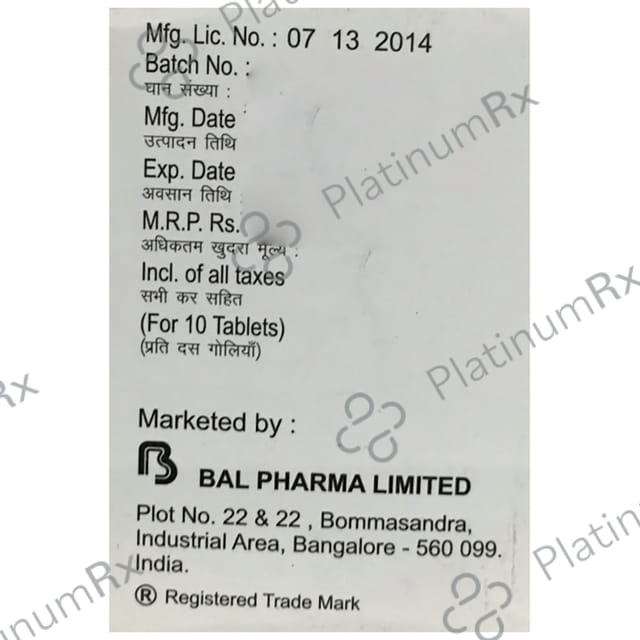 Mfg. Lic. No. : 07 13 2014
Batch No. :
घान संख्या :
Mfg. Date
उत्पादन तिथि
Exp. Date
अवसान तिथि
M.R.P. Rs.
अधिकतम खुदरा मूल्य :
Incl. of all taxes
सभी कर सहित
(For 10 Tablets)
(प्रति दस गोलियाँ)
Marketed by :
BAL PHARMA LIMITED
Plot No. 22 & 22 , Bommasandra,
Industrial Area, Bangalore - 560 099.
India.
® Registered Trade Mark
PlatinumRx
PlatinumRx
PlatinumRx